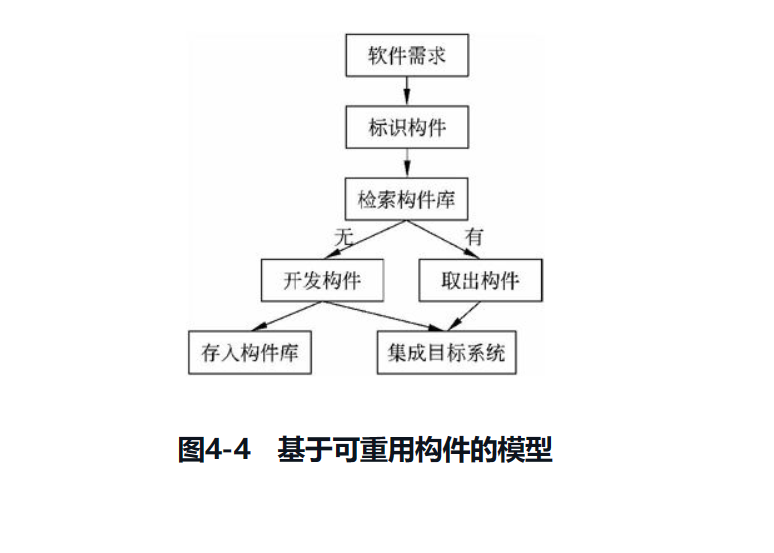 软件需求
标识构件
检索构件库
无 有
开发构件 取出构件
存入构件库 集成目标系统
图4-4 基于可重用构件的模型